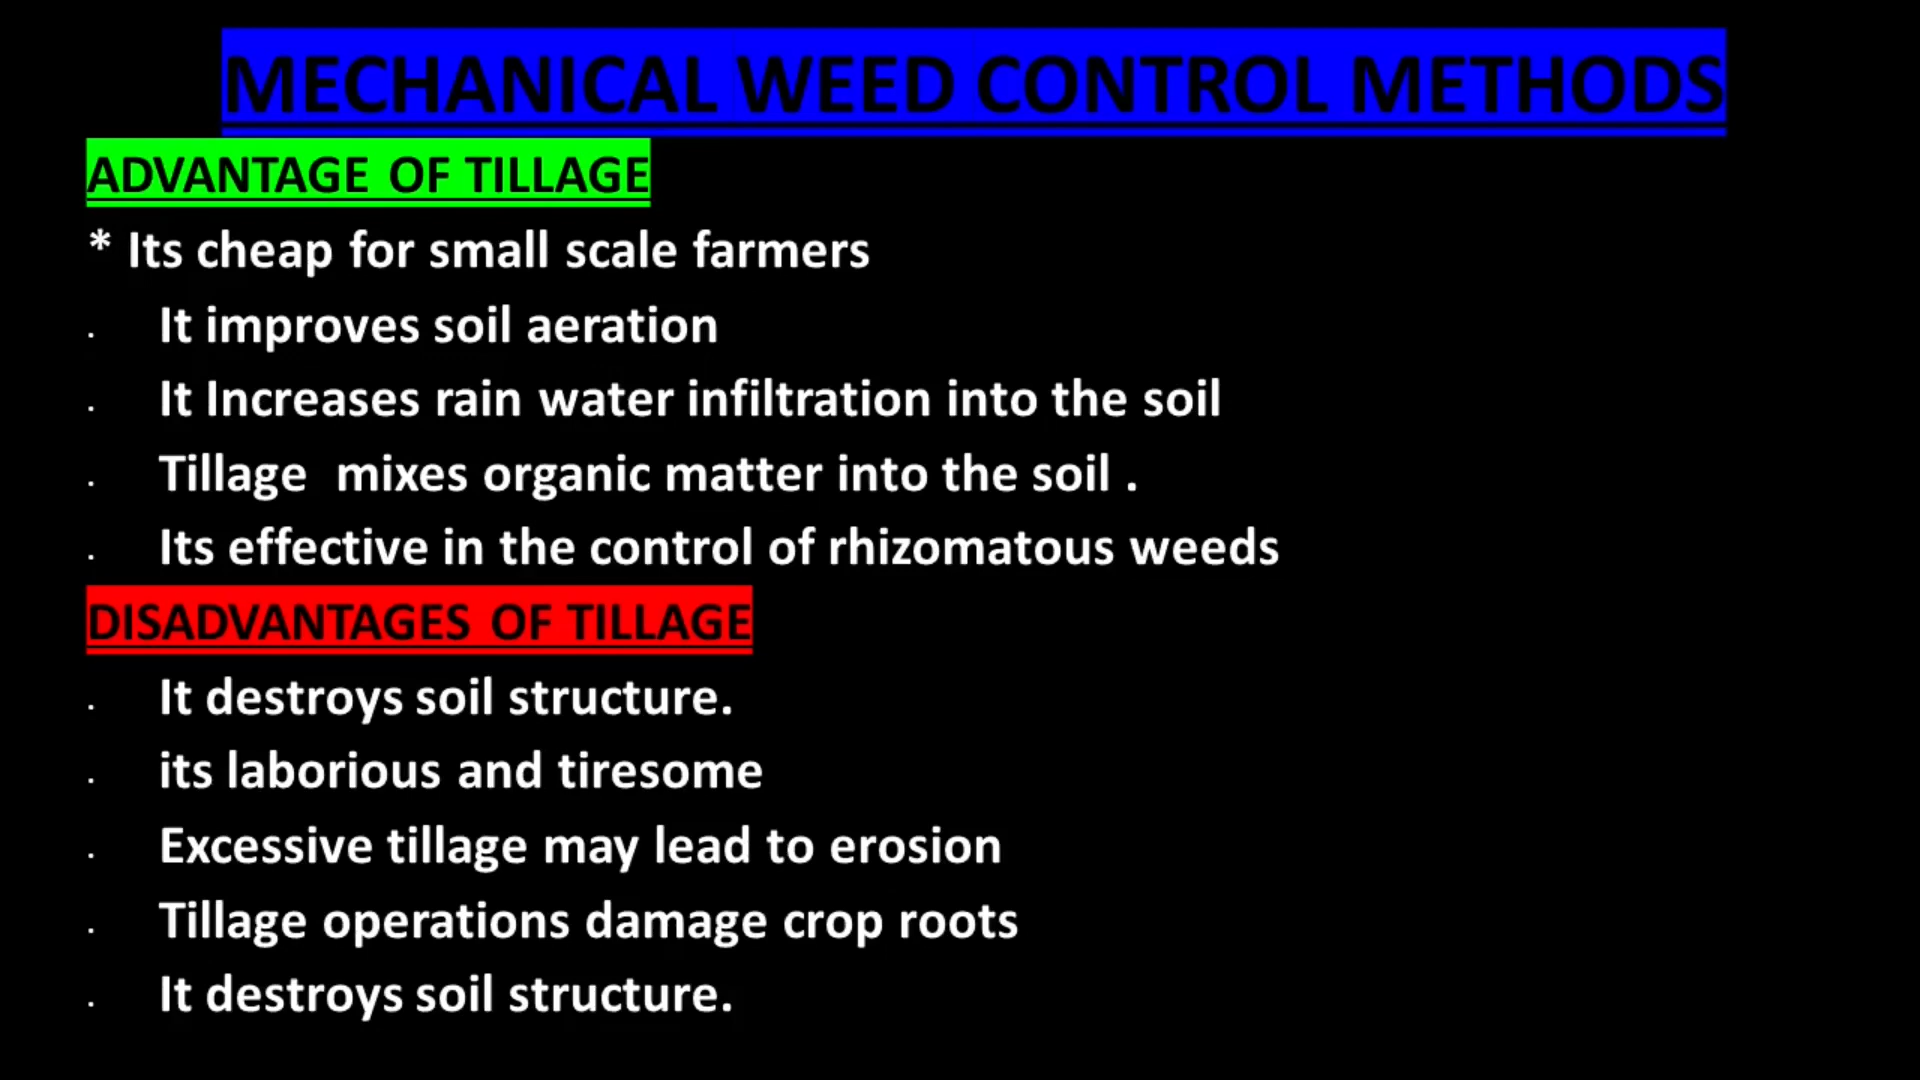 MECHANICAL WEED CONTROL METHODS
ADVANTAGE OF TILLAGE
* Its cheap for small scale farmers
. It improves soil aeration
. It Increases rain water infiltration into the soil
. Tillage mixes organic matter into the soil .
. Its effective in the control of rhizomatous weeds
DISADVANTAGES OF TILLAGE
. It destroys soil structure.
. its laborious and tiresome
. Excessive tillage may lead to erosion
. Tillage operations damage crop roots
. It destroys soil structure.